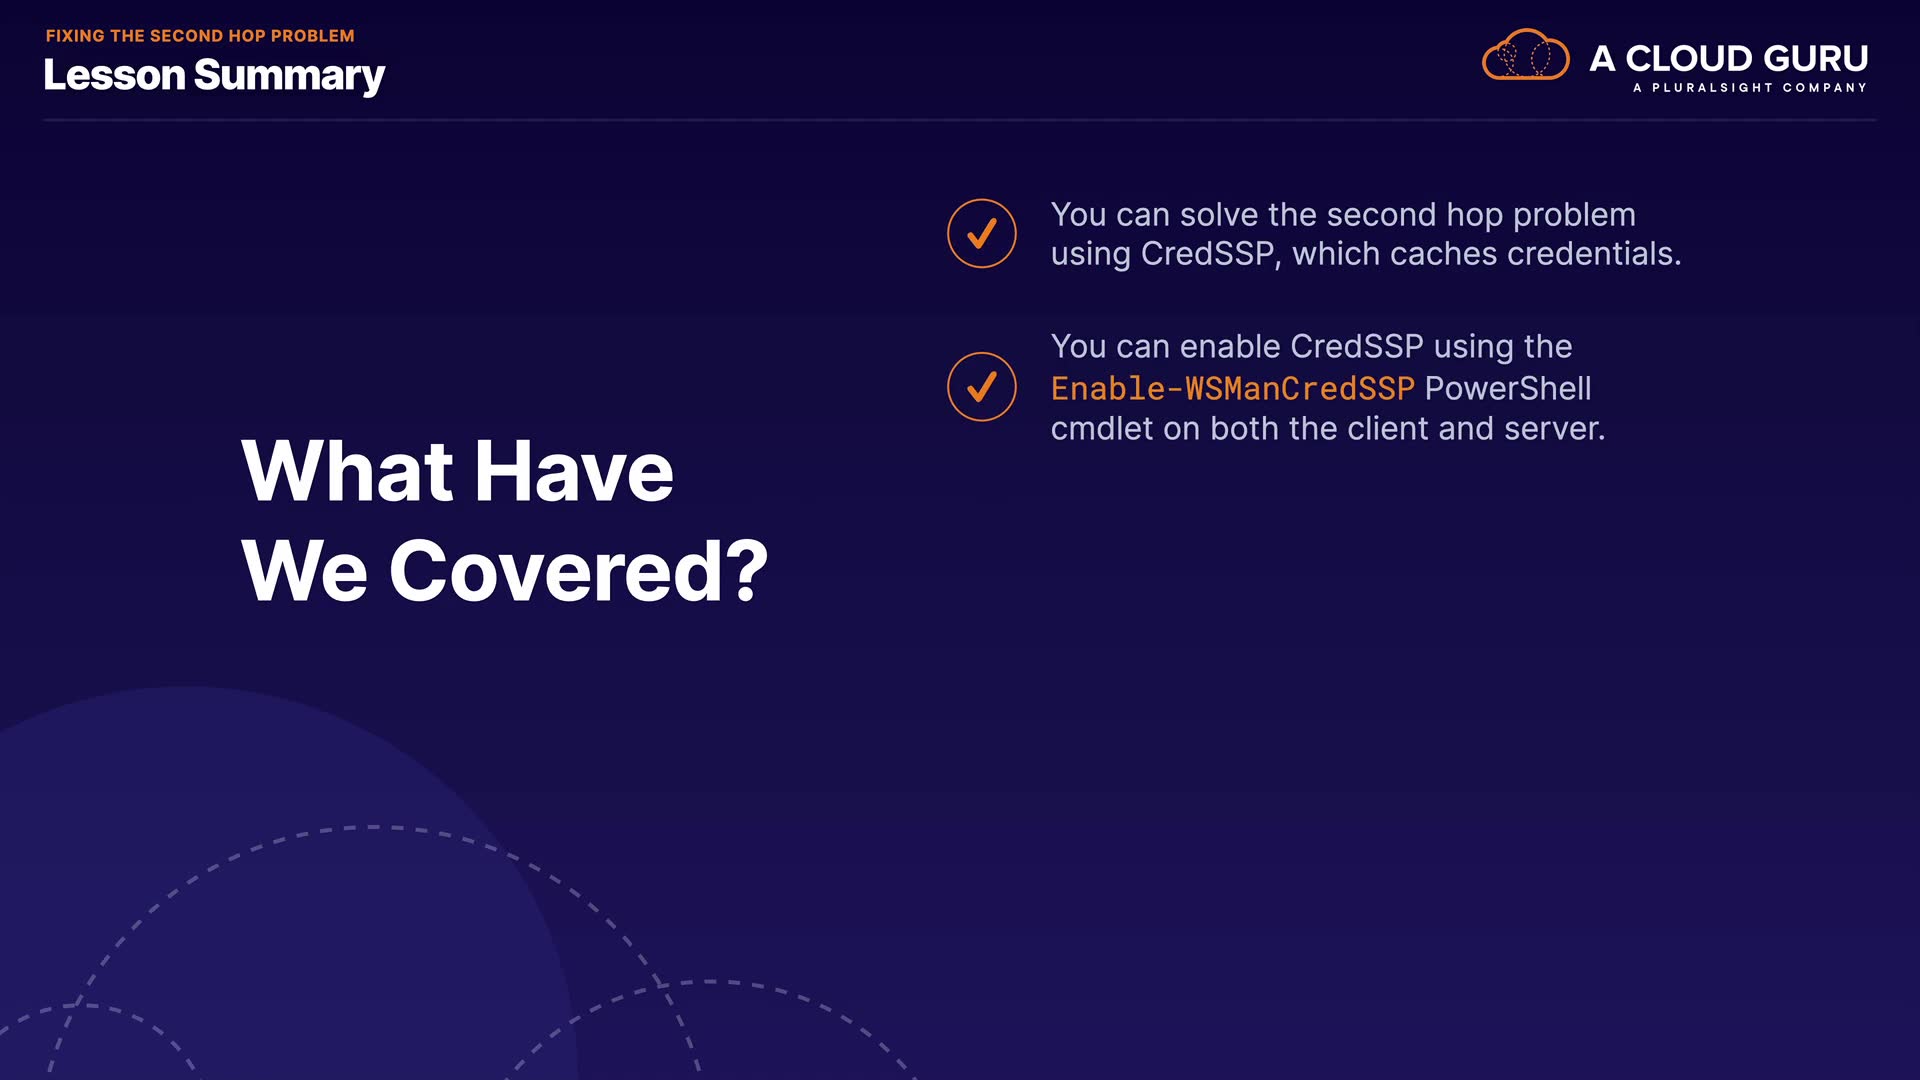 FIXING THE SECOND HOP PROBLEM
Lesson Summary
A CLOUD GURU
A PLURALSIGHT COMPANY
What Have
We Covered?
You can solve the second hop problem
using CredSSP, which caches credentials.
You can enable CredSSP using the
Enable-WSManCredSSP PowerShell
cmdlet on both the client and server.